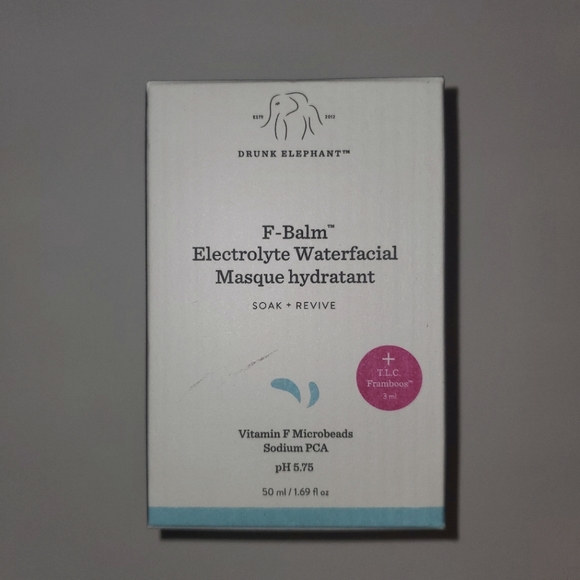 ESTD 2012
DRUNK ELEPHANT™
F-Balm™
Electrolyte Waterfacial
Masque hydratant
SOAK + REVIVE
+
T.L.C.
Framboos™
3 ml
Vitamin F Microbeads
Sodium PCA
pH 5.75
50 ml / 1.69 fl oz